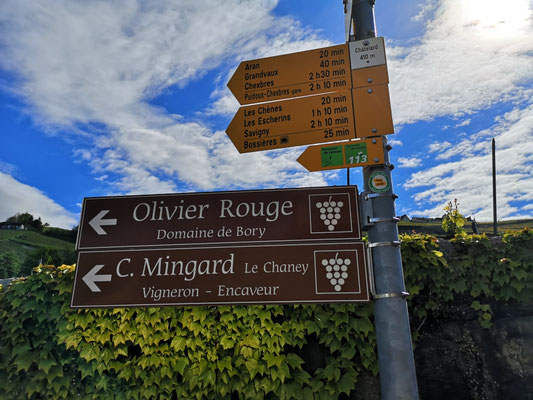 Châtelard
410 m
Aran 20 min
Grandvaux 40 min
Chexbres 2 h 30 min
Puidoux-Chexbres gare 2 h 10 min
Les Chênes 20 min
Les Escherins 1 h 10 min
Savigny 2 h 10 min
Bossières 25 min
113
Olivier Rouge
Domaine de Bory
C. Mingard Le Chaney
Vigneron - Encaveur